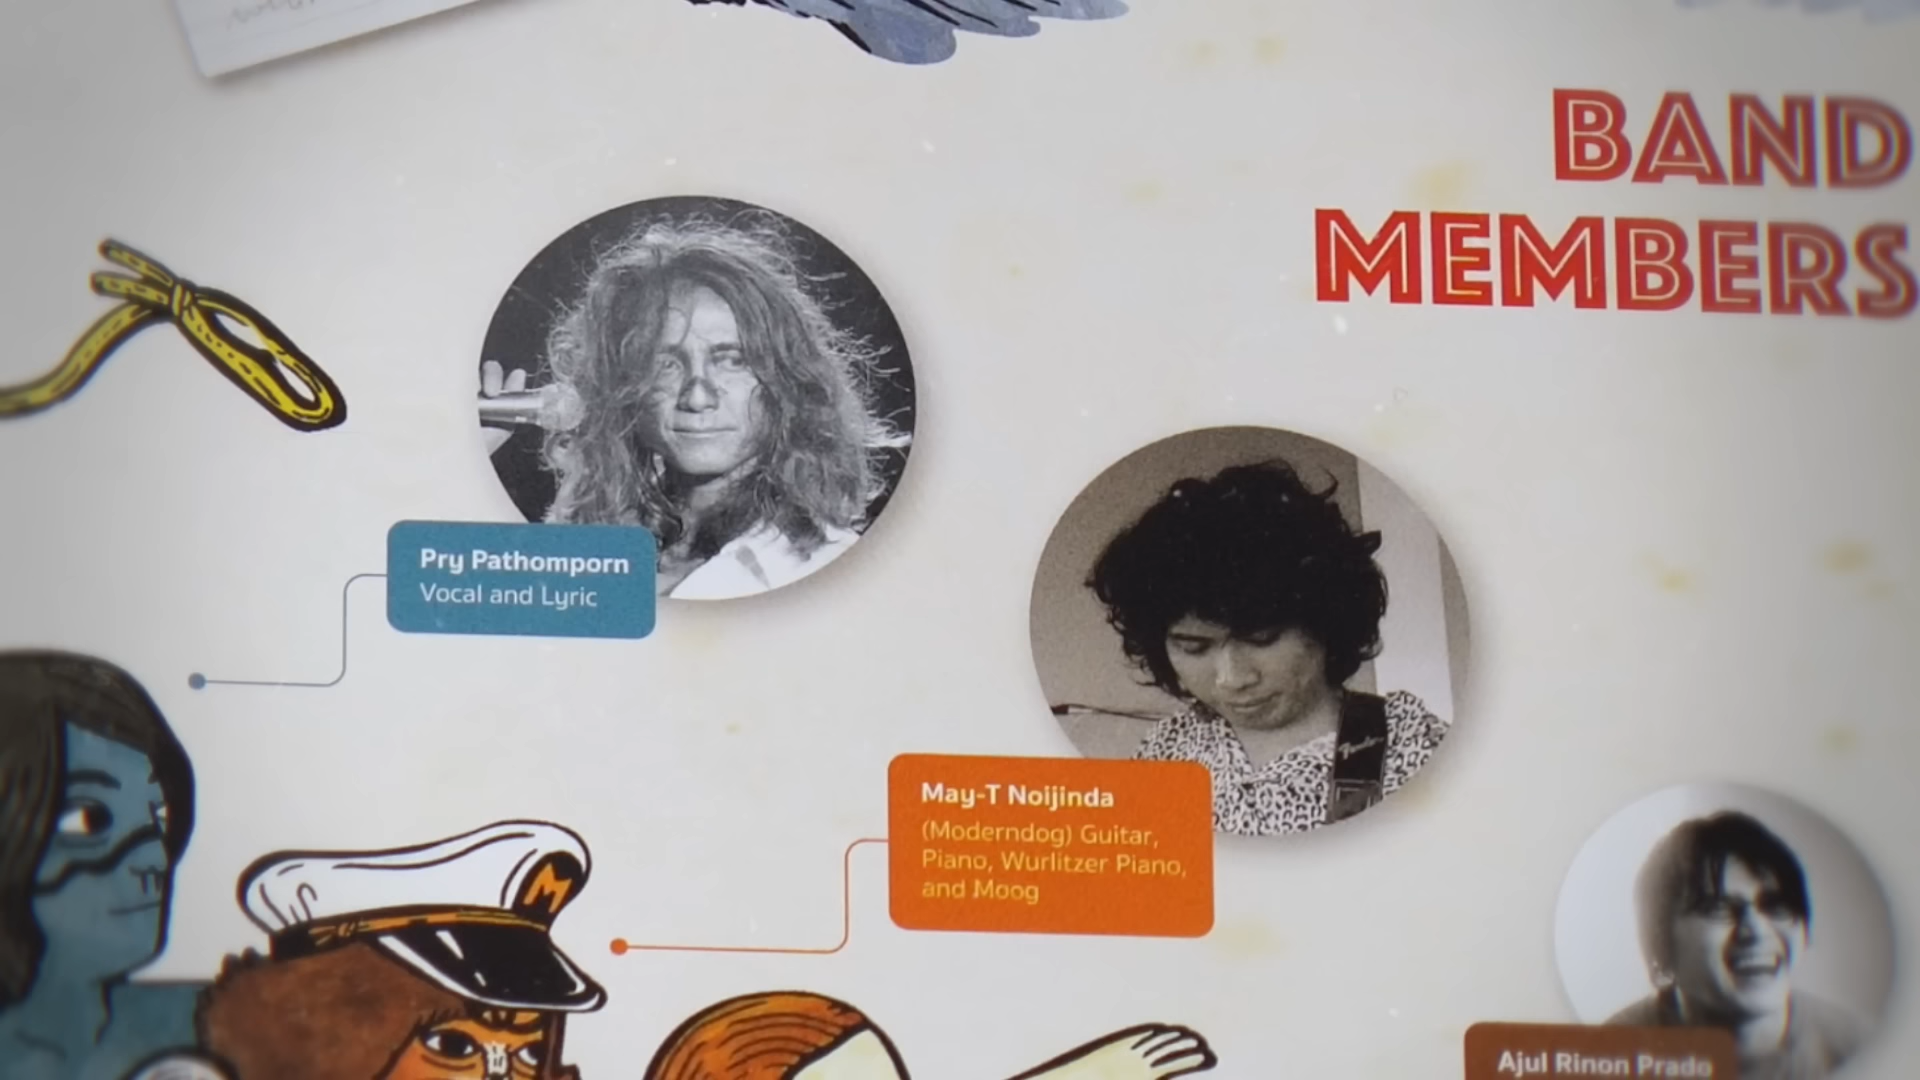 BAND
MEMBERS
Pry Pathomporn
Vocal and Lyric
May-T Noijinda
(Moderndog) Guitar,
Piano, Wurlitzer Piano,
and Moog
Fender
M
Ajul Rinon Prado